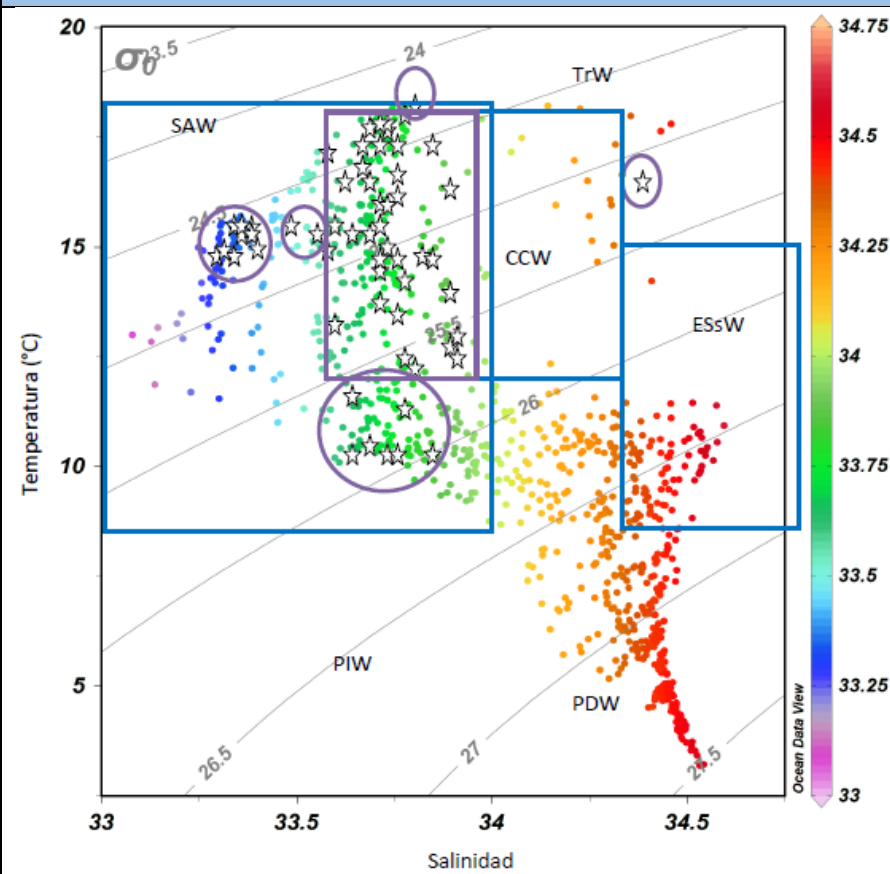 20
15
10
5
Temperatura (°C)
33
33.5
34
34.5
Salinidad
σ0
23.5
24
24.5
25.5
26
26.5
27
27.5
SAW
TrW
CCW
ESsW
PIW
PDW
Ocean Data View
34.75
34.5
34.25
34
33.75
33.5
33.25
33